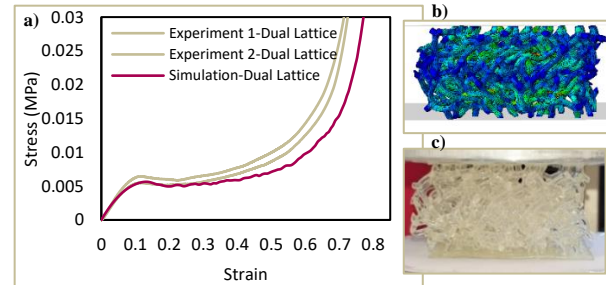 a)
Experiment 1-Dual Lattice
Experiment 2-Dual Lattice
Simulation-Dual Lattice
Stress (MPa)
0.03
0.025
0.02
0.015
0.01
0.005
0
0 0.1 0.2 0.3 0.4 0.5 0.6 0.7 0.8
Strain
b)
c)